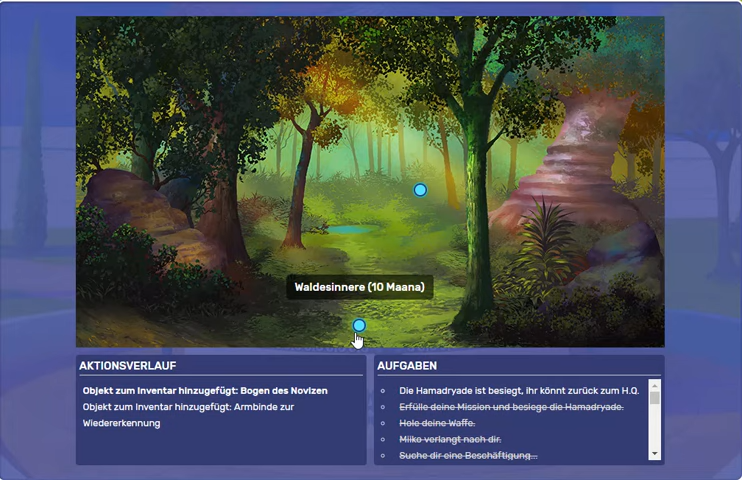 Waldesinnere (10 Maana)
AKTIONSVERLAUF
Objekt zum Inventar hinzugefügt: Bogen des Novizen
Objekt zum Inventar hinzugefügt: Armbinde zur
Wiedererkennung
AUFGABEN
Die Hamadryade ist besiegt, ihr könnt zurück zum H.Q.
Erfülle deine Mission und besiege die Hamadryade.
Hole deine Waffe.
Miiko verlangt nach dir.
Suche dir eine Beschäftigung...